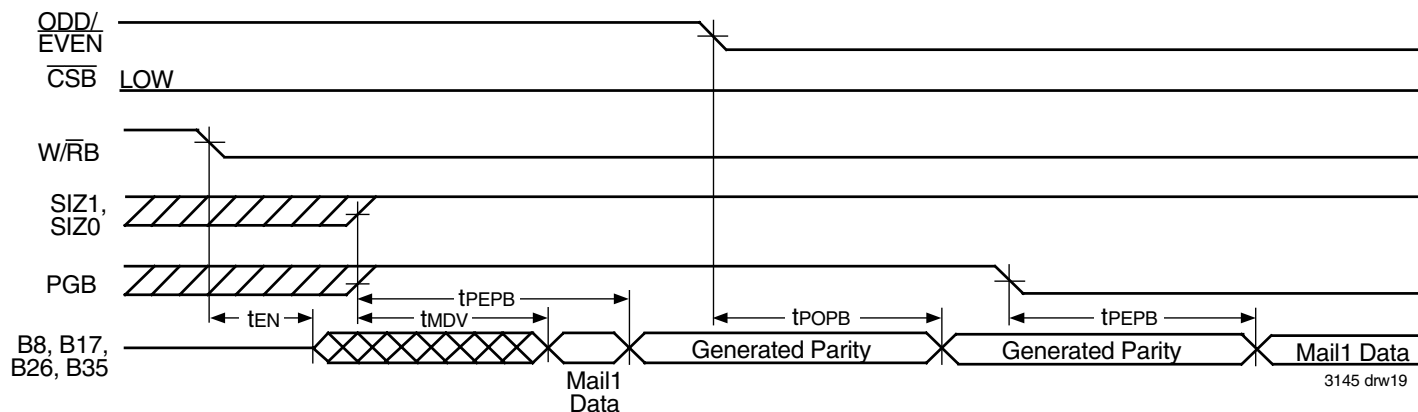 ODD/
EVEN
CSB LOW
W/RB
SIZ1,
SIZ0
PGB
tPEPB
tEN tMDV tPOPB tPEPB
B8, B17,
B26, B35
Generated Parity Generated Parity Mail1 Data
Mail1
Data
3145 drw19